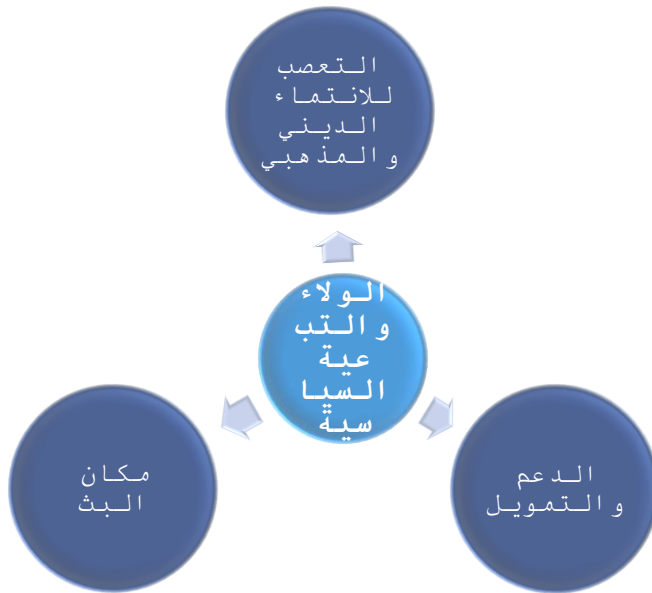 التعصب
للانتماء
الديني
والمذهبي
الولاء
والتب
عية
السيا
سية
الدعم
والتمويل
مكان
البث